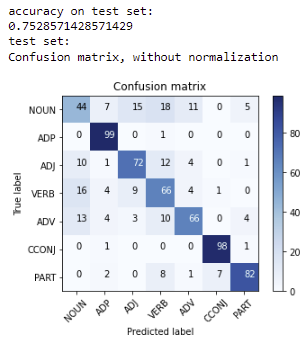 accuracy on test set:
0.7528571428571429
test set:
Confusion matrix, without normalization
Confusion matrix
NOUN 44 7 15 18 11 0 5
ADP 0 99 0 1 0 0 0
ADJ 10 1 72 12 4 0 1
VERB 16 4 9 66 4 1 0
ADV 13 4 3 10 66 0 4
CCONJ 0 1 0 0 0 98 1
PART 0 2 0 8 1 7 82
NOUN ADP ADJ VERB ADV CCONJ PART
True label
Predicted label
80
60
40
20
0